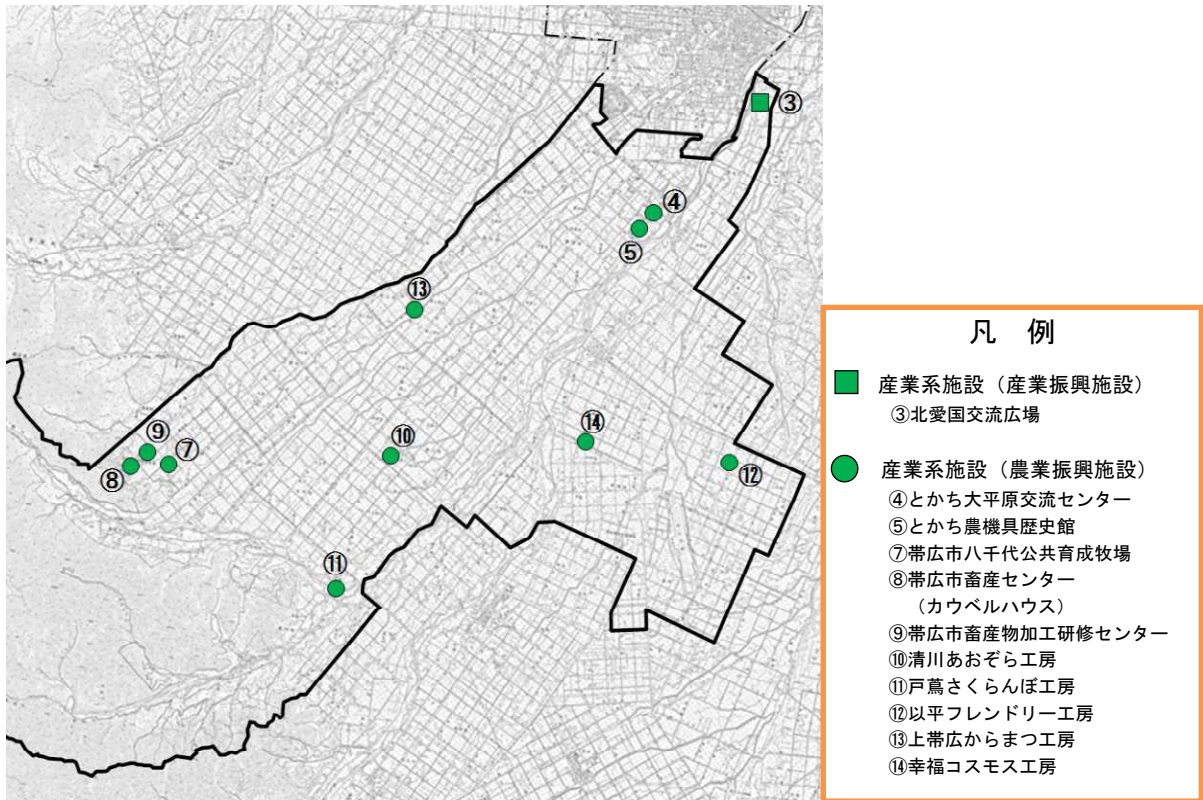 ③
④
⑤
⑬
⑨
⑦
⑧
⑩
⑭
⑫
⑪
凡　例
産業系施設（産業振興施設）
③北愛国交流広場
産業系施設（農業振興施設）
④とかち大平原交流センター
⑤とかち農機具歴史館
⑦帯広市八千代公共育成牧場
⑧帯広市畜産センター
（カウベルハウス）
⑨帯広市畜産物加工研修センター
⑩清川あおぞら工房
⑪戸蔦さくらんぼ工房
⑫以平フレンドリー工房
⑬上帯広からまつ工房
⑭幸福コスモス工房